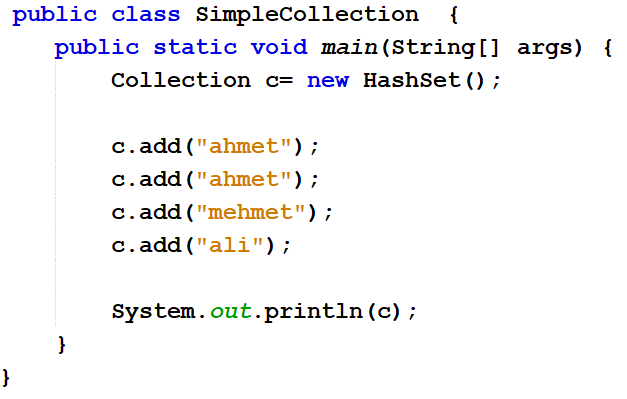 public class SimpleCollection  {
    public static void main(String[] args) {
        Collection c= new HashSet();
        c.add("ahmet");
        c.add("ahmet");
        c.add("mehmet");
        c.add("ali");
        System.out.println(c);
    }
}